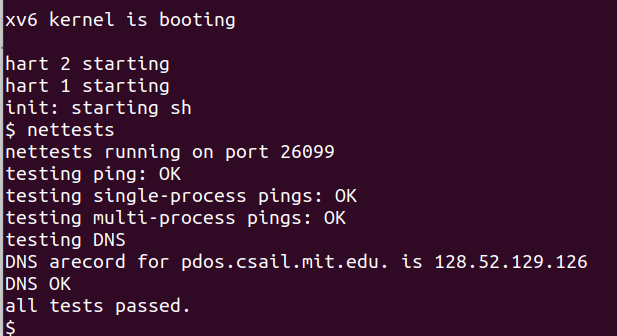 xv6 kernel is booting
hart 2 starting
hart 1 starting
init: starting sh
$ nettests
nettests running on port 26099
testing ping: OK
testing single-process pings: OK
testing multi-process pings: OK
testing DNS
DNS arecord for pdos.csail.mit.edu. is 128.52.129.126
DNS OK
all tests passed.
$